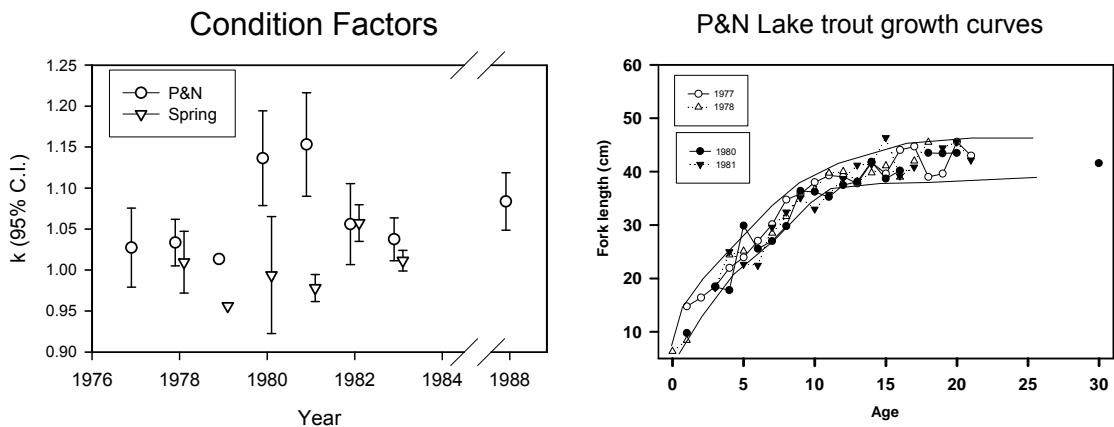 Condition Factors
1.25
1.20
1.15
1.10
1.05
1.00
0.95
0.90
k (95% C.I.)
P&N
Spring
1976 1978 1980 1982 1984 1988
Year
P&N Lake trout growth curves
60
50
40
30
20
10
Fork length (cm)
1977
1978
1980
1981
0 5 10 15 20 30
Age